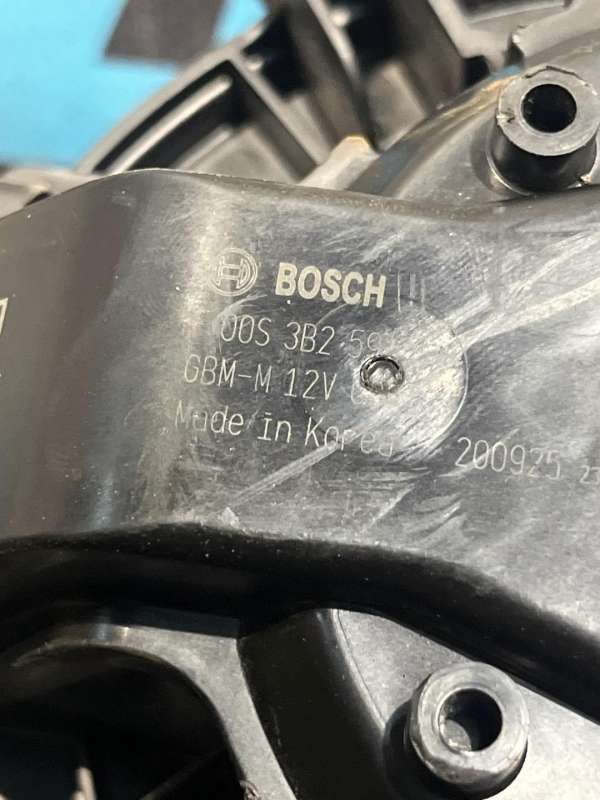 BOSCH
00S 3B2
GBM-M 12V
Made in Korea 200925